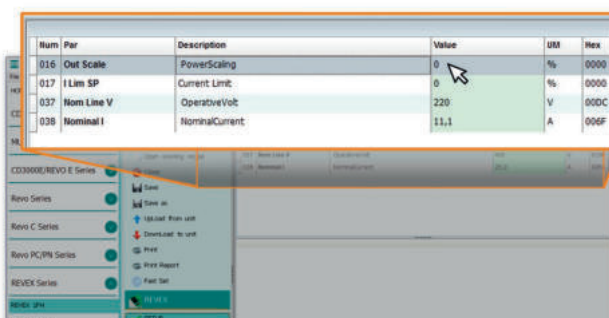 Num Par Description Value UM Hex
016 Out Scale PowerScaling 0 % 0000
017 I Lim SP Current Limit 0 % 0000
037 Nom Line V OperativeVolt 220 V 00DC
038 Nominal I NominalCurrent 11,1 A 006F
CD3000E/REVO E Series
Revo Series
Revo C Series
Revo PC/PN Series
REVEX Series
REVEX 1PH
Save
Save as
Upload from unit
Download to unit
Print
Print Report
Fast Set
REVEX